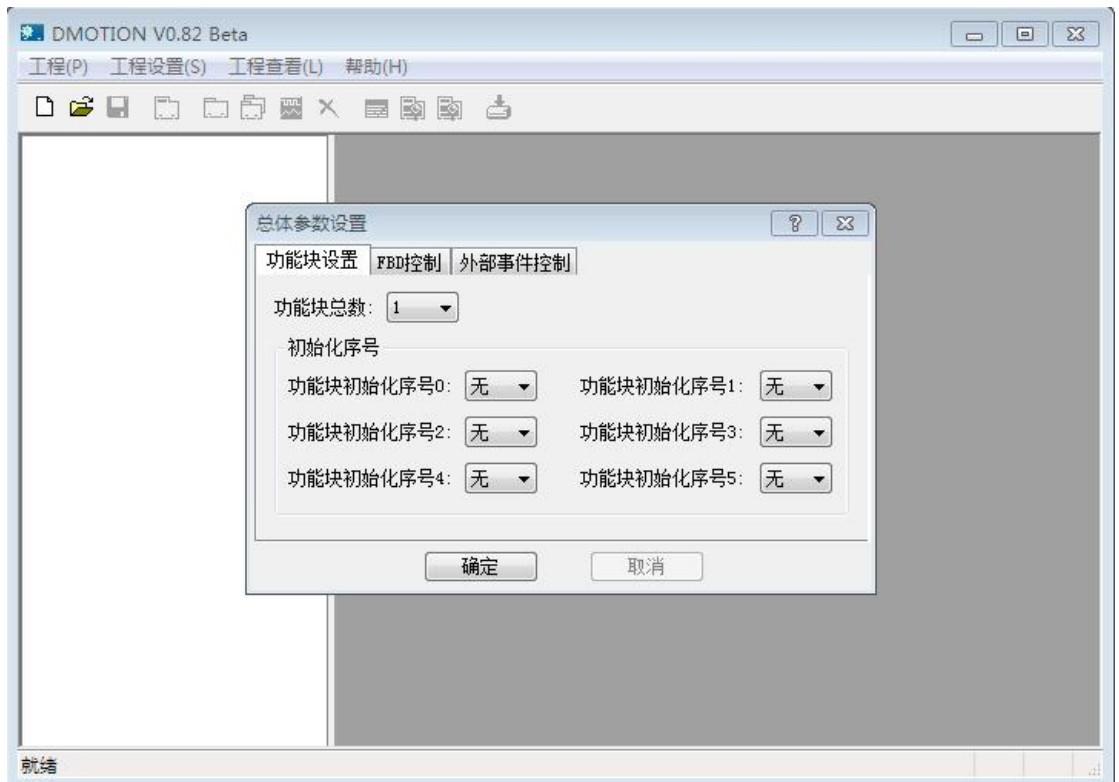 DMOTION V0.82 Beta
工程(P) 工程设置(S) 工程查看(L) 帮助(H)
总体参数设置
功能块设置 FBD控制 外部事件控制
功能块总数: 1
初始化序号
功能块初始化序号0: 无 功能块初始化序号1: 无
功能块初始化序号2: 无 功能块初始化序号3: 无
功能块初始化序号4: 无 功能块初始化序号5: 无
确定 取消
就绪